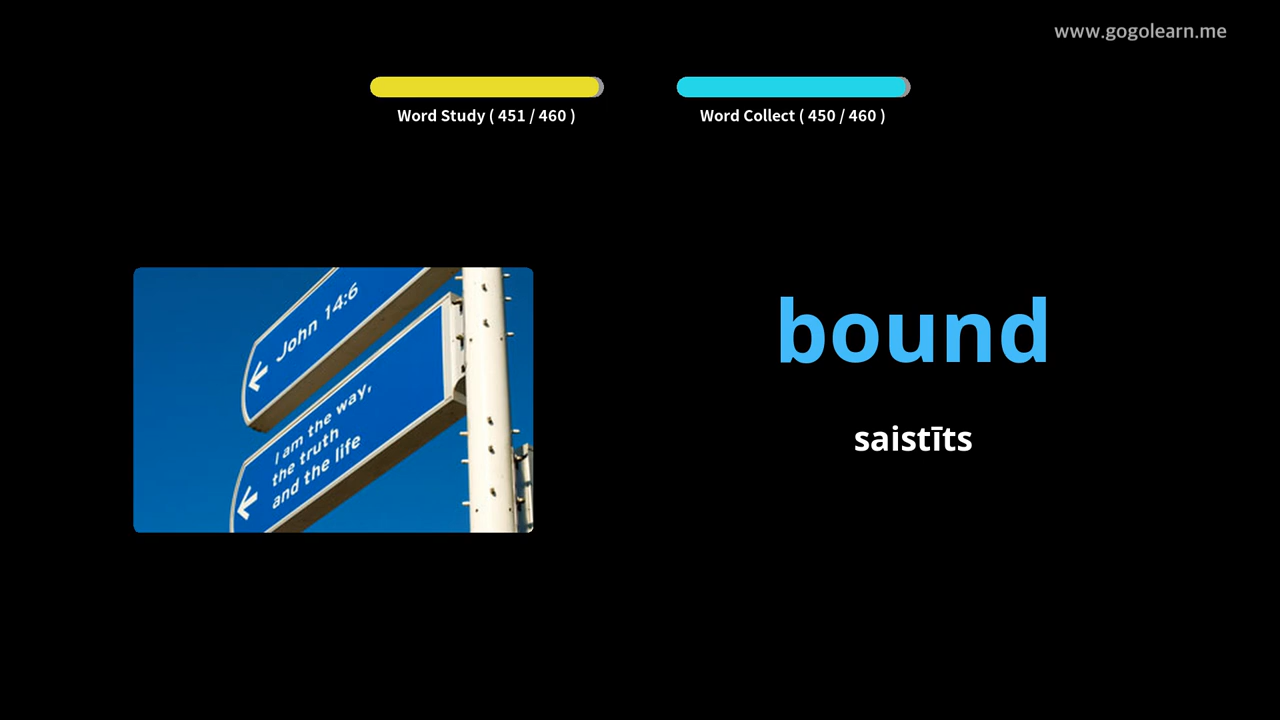 www.gogolearn.me
Word Study ( 451 / 460 )
Word Collect ( 450 / 460 )
John 14:6
I am the way,
the truth
and the life
bound
saistīts